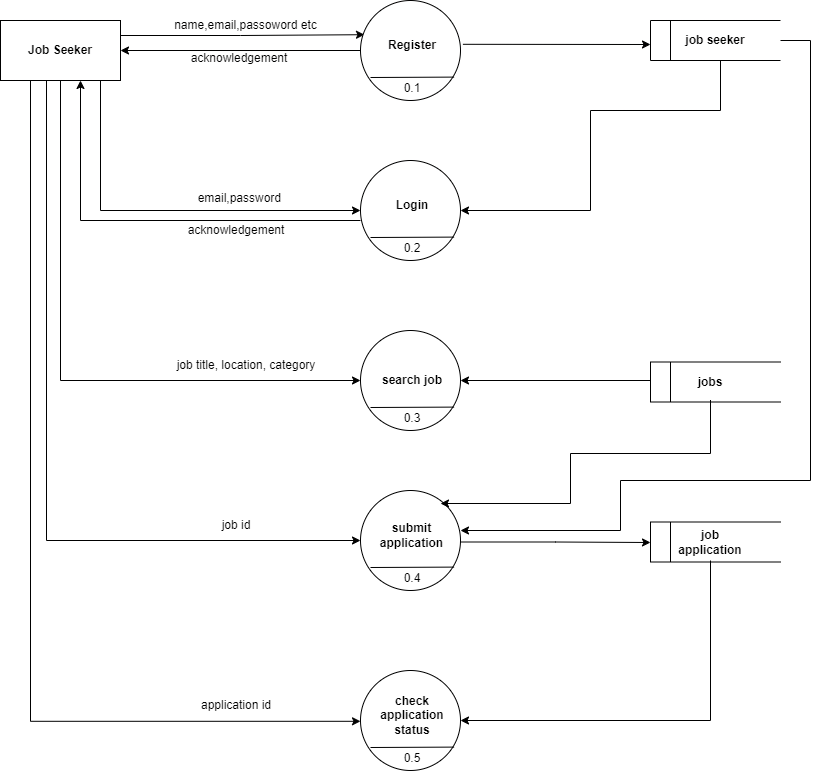 name,email,passoword etc
Job Seeker
Register
job seeker
acknowledgement
0.1
email,password
Login
acknowledgement
0.2
job title, location, category
search job
jobs
0.3
job id
submit
application
job
application
0.4
application id
check
application
status
0.5